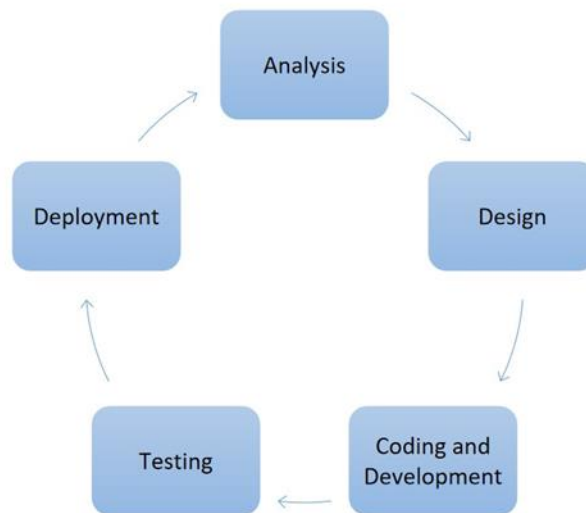 Analysis
Design
Coding and
Development
Testing
Deployment